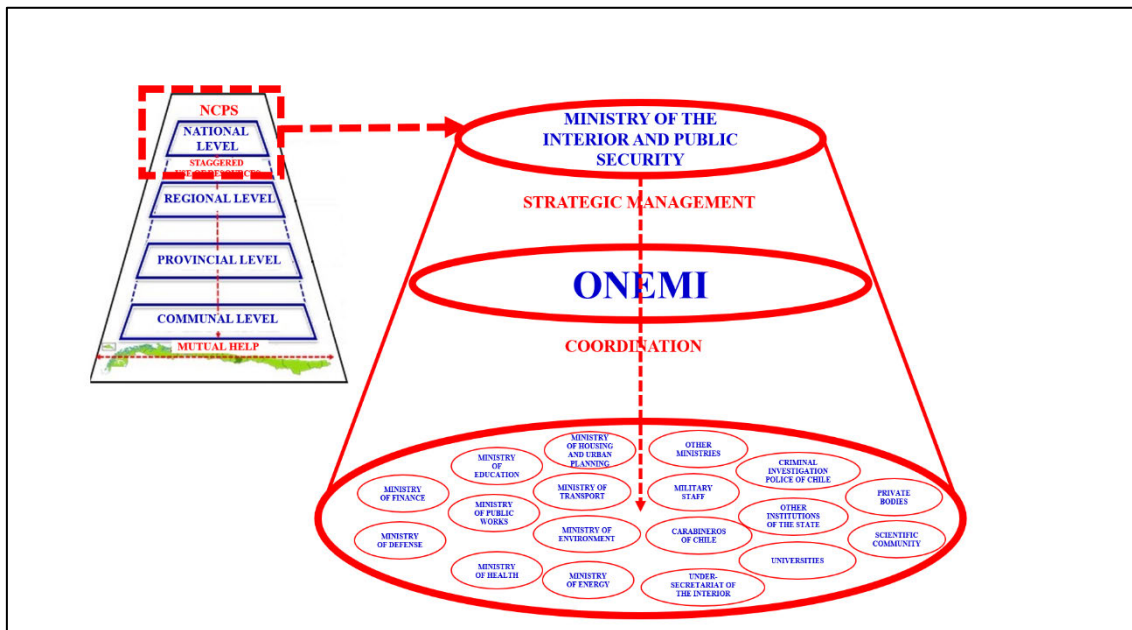 NCPS
NATIONAL
LEVEL
STAGGERED
USE OF RESOURCES
REGIONAL LEVEL
PROVINCIAL LEVEL
COMMUNAL LEVEL
MUTUAL HELP
MINISTRY OF THE
INTERIOR AND PUBLIC
SECURITY
STRATEGIC MANAGEMENT
ONEMI
COORDINATION
MINISTRY
OF FINANCE
MINISTRY
OF DEFENSE
MINISTRY
OF
EDUCATION
MINISTRY
OF PUBLIC
WORKS
MINISTRY
OF HEALTH
MINISTRY
OF HOUSING
AND URBAN
PLANNING
MINISTRY OF
TRANSPORT
MINISTRY OF
ENVIRONMENT
MINISTRY
OF ENERGY
OTHER
MINISTRIES
MILITARY
STAFF
CARABINEROS
OF CHILE
UNDER-
SECRETARIAT OF
THE INTERIOR
CRIMINAL
INVESTIGATION
POLICE OF CHILE
OTHER
INSTITUTIONS
OF THE STATE
UNIVERSITIES
PRIVATE
BODIES
SCIENTIFIC
COMMUNITY